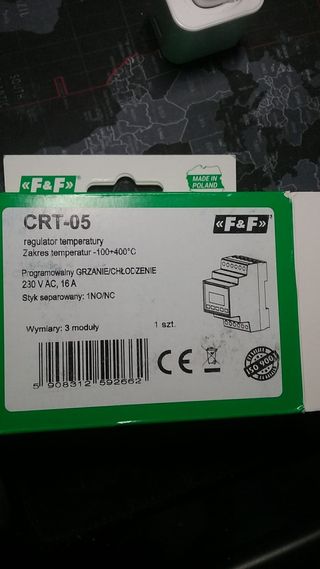 «F&F»
MADE IN
POLAND
CRT-05
«F&F»
regulator temperatury
Zakres temperatur -100+400°C
Programowalny GRZANIE/CHŁODZENIE
230 V AC, 16 A
Styk separowany: 1NO/NC
Wymiary: 3 moduły
1 szt.
CE
ISO 9001
5 908312 592662